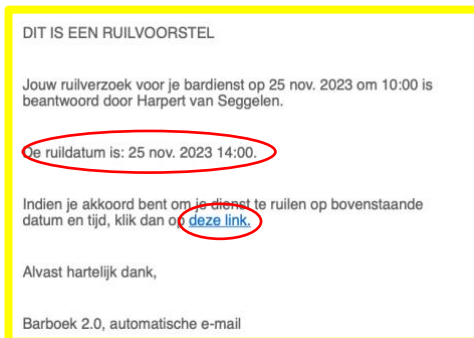 DIT IS EEN RUILVOORSTEL
Jouw ruilverzoek voor je bardienst op 25 nov. 2023 om 10:00 is
beantwoord door Harpert van Seggelen.
De ruildatum is: 25 nov. 2023 14:00.
Indien je akkoord bent om je dienst te ruilen op bovenstaande
datum en tijd, klik dan op deze link.
Alvast hartelijk dank,
Barboek 2.0, automatische e-mail